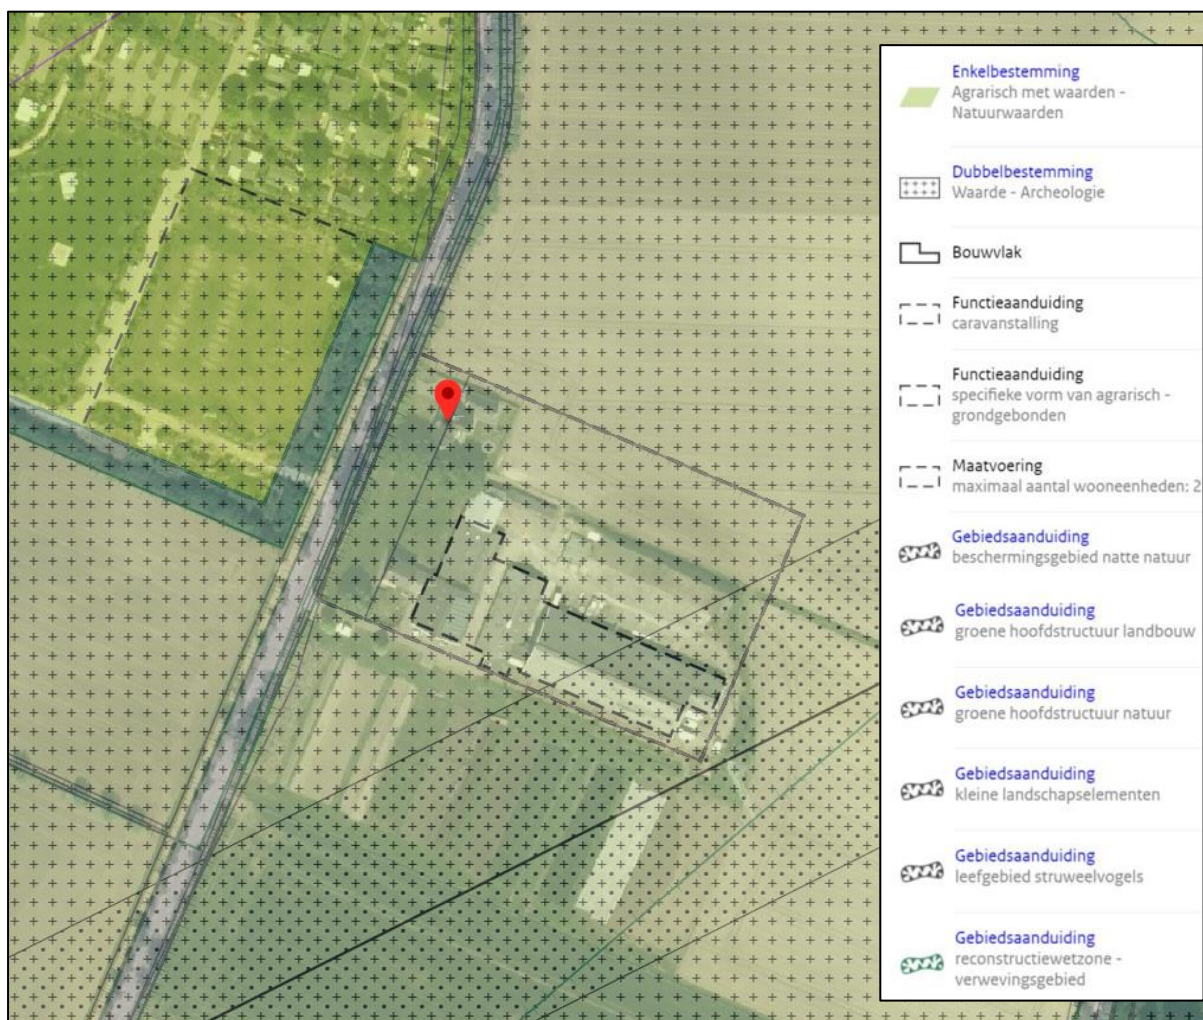 Enkelbestemming
Agrarisch met waarden -
Natuurwaarden
Dubbelbestemming
Waarde - Archeologie
Bouwvlak
Functieaanduiding
caravanstalling
Functieaanduiding
specifieke vorm van agrarisch -
grondgebonden
Maatvoering
maximaal aantal wooneenheden: 2
Gebiedsaanduiding
beschermingsgebied natte natuur
Gebiedsaanduiding
groene hoofdstructuur landbouw
Gebiedsaanduiding
groene hoofdstructuur natuur
Gebiedsaanduiding
kleine landschapselementen
Gebiedsaanduiding
leefgebied struweelvogels
Gebiedsaanduiding
reconstructiewetzone -
verwevingsgebied